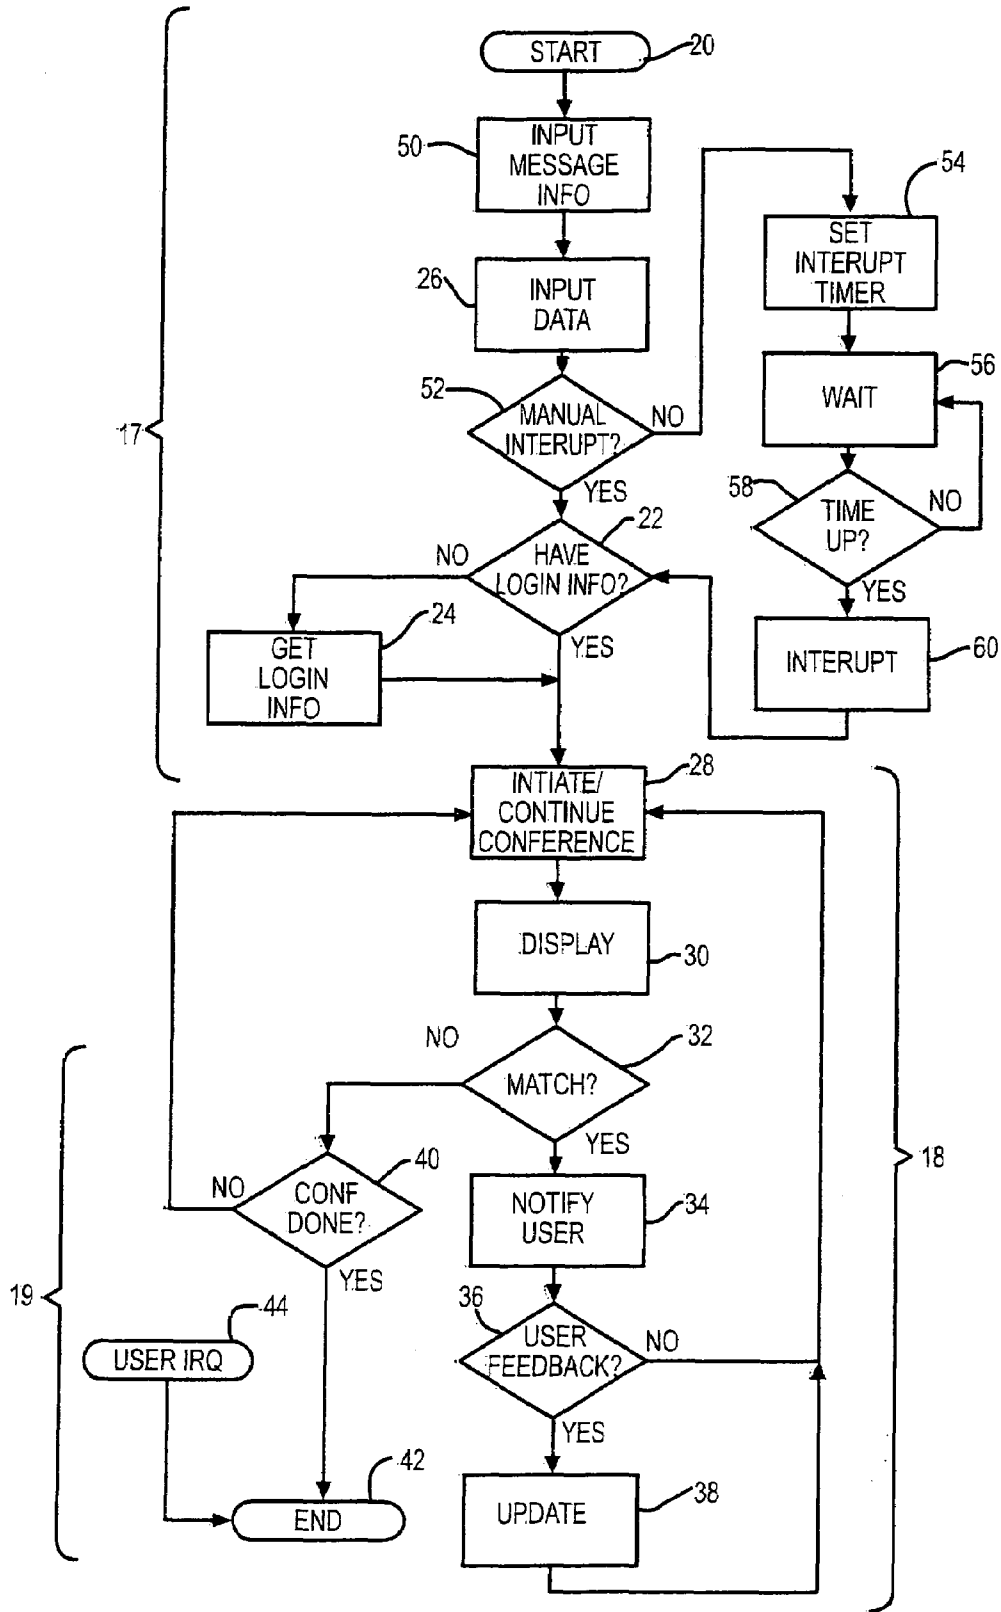 START
20
50
INPUT
MESSAGE
INFO
54
SET
INTERUPT
TIMER
26
INPUT
DATA
56
WAIT
52
MANUAL
INTERUPT?
NO
YES
17
58
TIME
UP?
NO
YES
22
HAVE
LOGIN INFO?
NO
YES
24
GET
LOGIN
INFO
INTERUPT
60
28
INTIATE/
CONTINUE
CONFERENCE
DISPLAY
30
NO
32
MATCH?
YES
18
40
NO
CONF
DONE?
YES
NOTIFY
USER
34
19
36
USER
FEEDBACK?
NO
YES
44
USER IRQ
42
END
UPDATE
38